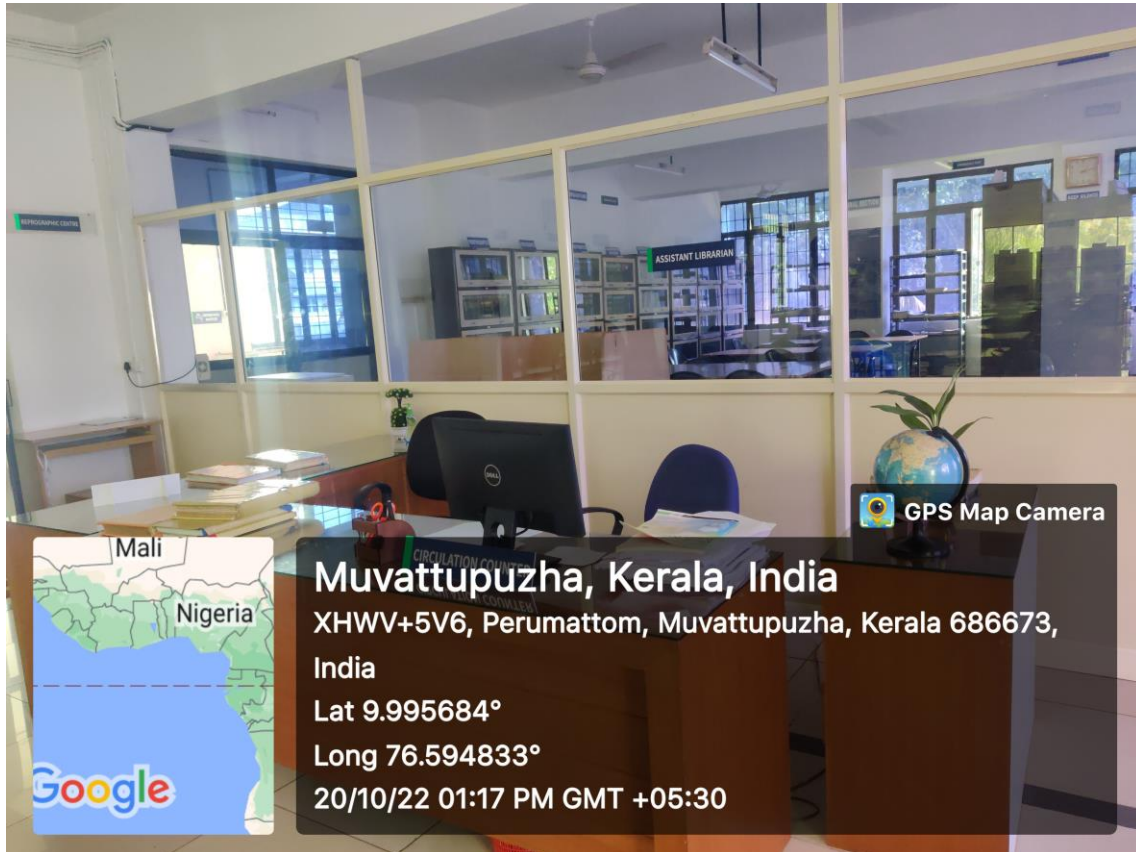 REPROGRAPHIC CENTRE
ASSISTANT LIBRARIAN
DELL
CIRCULATION COUNTER
GPS Map Camera
Mali
Nigeria
Google
Muvattupuzha, Kerala, India
XHWV+5V6, Perumattom, Muvattupuzha, Kerala 686673,
India
Lat 9.995684°
Long 76.594833°
20/10/22 01:17 PM GMT +05:30